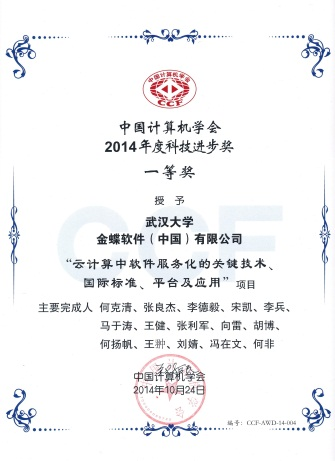 中国计算机学会
CCF
中国计算机学会
2014年度科技进步奖
一等奖
授予
武汉大学
金蝶软件（中国）有限公司
“云计算中软件服务化的关键技术、
国际标准、平台及应用”项目
主要完成人 何克清、张良杰、李德毅、宋凯、李兵、
马于涛、王健、张利军、向雷、胡博、
何扬帆、王翀、刘婧、冯在文、何非
中国计算机学会
2014年10月24日
编号：CCF-AWD-14-004